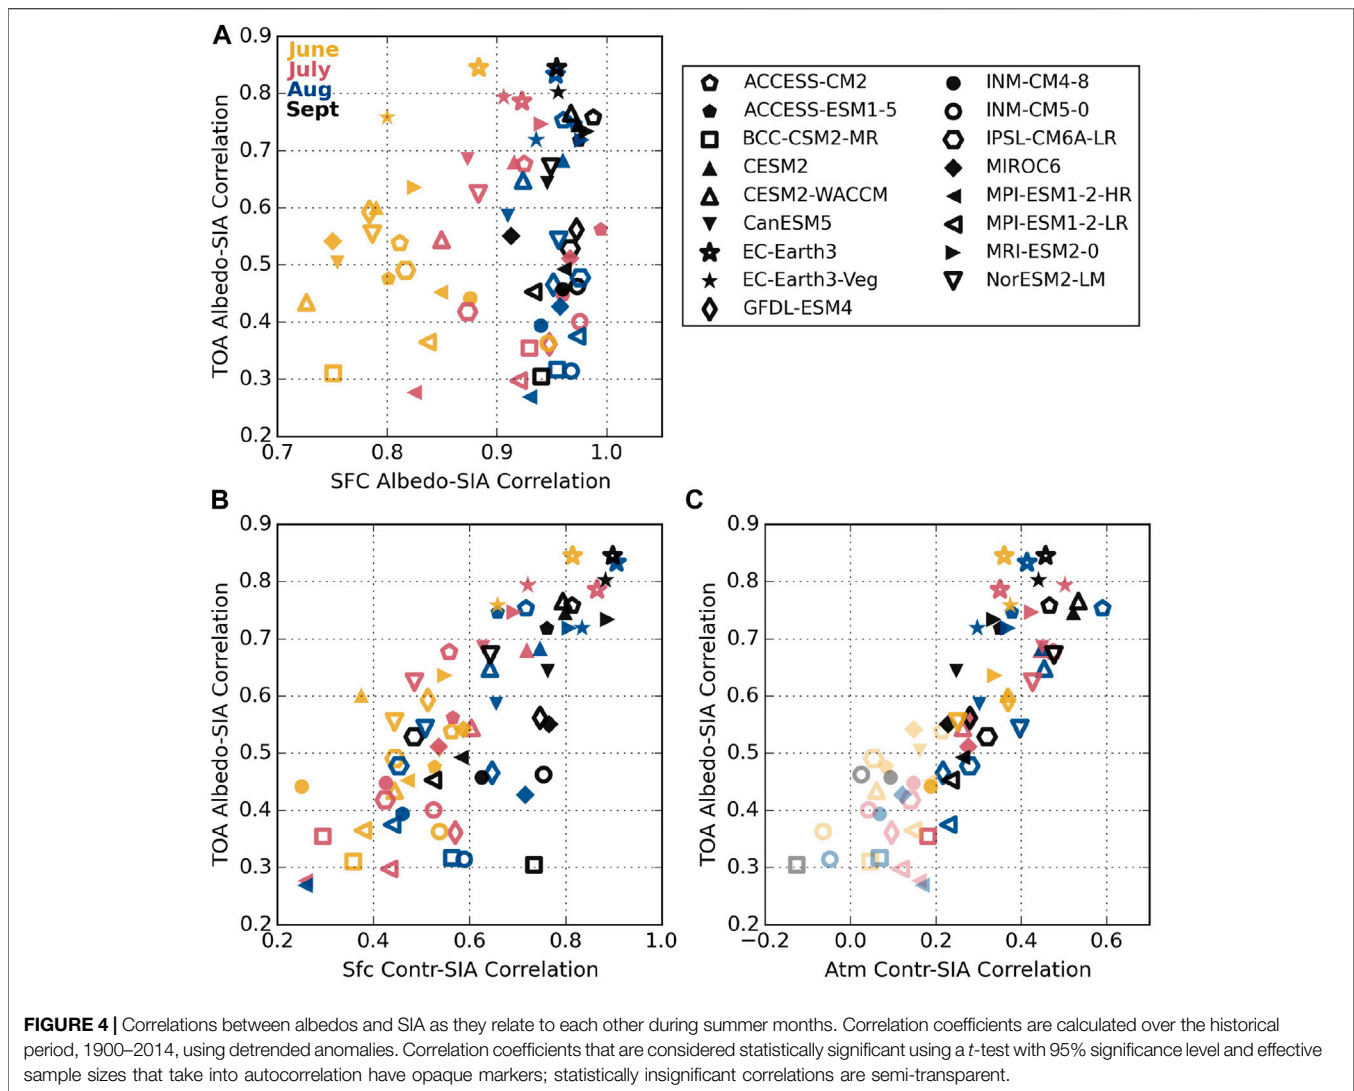 A
0.9
0.8
0.7
0.6
0.5
0.4
0.3
0.2
TOA Albedo-SIA Correlation
June
July
Aug
Sept
0.7 0.8 0.9 1.0
SFC Albedo-SIA Correlation
ACCESS-CM2
ACCESS-ESM1-5
BCC-CSM2-MR
CESM2
CESM2-WACCM
CanESM5
EC-Earth3
EC-Earth3-Veg
GFDL-ESM4
INM-CM4-8
INM-CM5-0
IPSL-CM6A-LR
MIROC6
MPI-ESM1-2-HR
MPI-ESM1-2-LR
MRI-ESM2-0
NorESM2-LM
B
0.9
0.8
0.7
0.6
0.5
0.4
0.3
0.2
TOA Albedo-SIA Correlation
0.2 0.4 0.6 0.8 1.0
Sfc Contr-SIA Correlation
C
0.9
0.8
0.7
0.6
0.5
0.4
0.3
0.2
TOA Albedo-SIA Correlation
−0.2 0.0 0.2 0.4 0.6
Atm Contr-SIA Correlation
FIGURE 4 | Correlations between albedos and SIA as they relate to each other during summer months. Correlation coefficients are calculated over the historical
period, 1900–2014, using detrended anomalies. Correlation coefficients that are considered statistically significant using a t-test with 95% significance level and effective
sample sizes that take into autocorrelation have opaque markers; statistically insignificant correlations are semi-transparent.